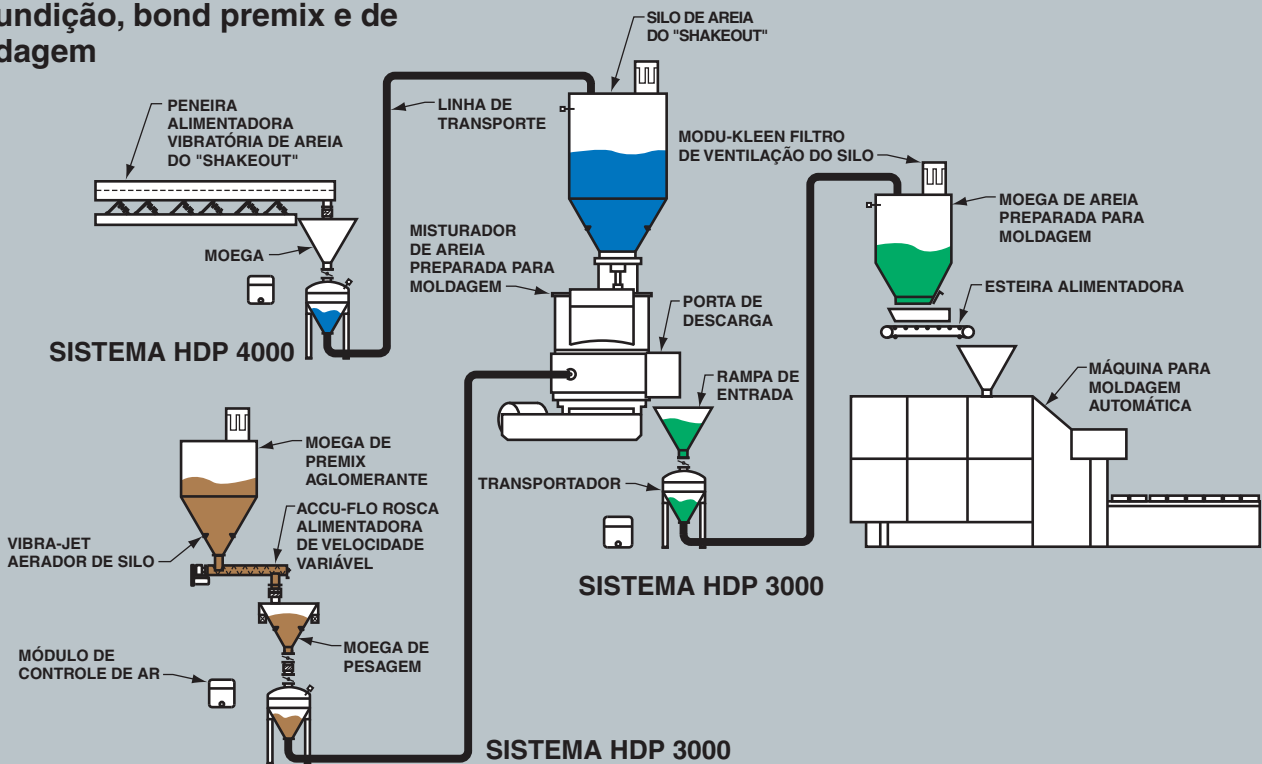 undição, bond premix e de
dagem
SILO DE AREIA
DO "SHAKEOUT"
PENEIRA
ALIMENTADORA
VIBRATÓRIA DE AREIA
DO "SHAKEOUT"
LINHA DE
TRANSPORTE
MODU-KLEEN FILTRO
DE VENTILAÇÃO DO SILO
MOEGA DE AREIA
PREPARADA PARA
MOLDAGEM
MOEGA
MISTURADOR
DE AREIA
PREPARADA PARA
MOLDAGEM
ESTEIRA ALIMENTADORA
PORTA DE
DESCARGA
SISTEMA HDP 4000
RAMPA DE
ENTRADA
MÁQUINA PARA
MOLDAGEM
AUTOMÁTICA
MOEGA DE
PREMIX
AGLOMERANTE
TRANSPORTADOR
ACCU-FLO ROSCA
ALIMENTADORA
DE VELOCIDADE
VARIÁVEL
VIBRA-JET
AERADOR DE SILO
SISTEMA HDP 3000
MOEGA DE
PESAGEM
MÓDULO DE
CONTROLE DE AR
SISTEMA HDP 3000